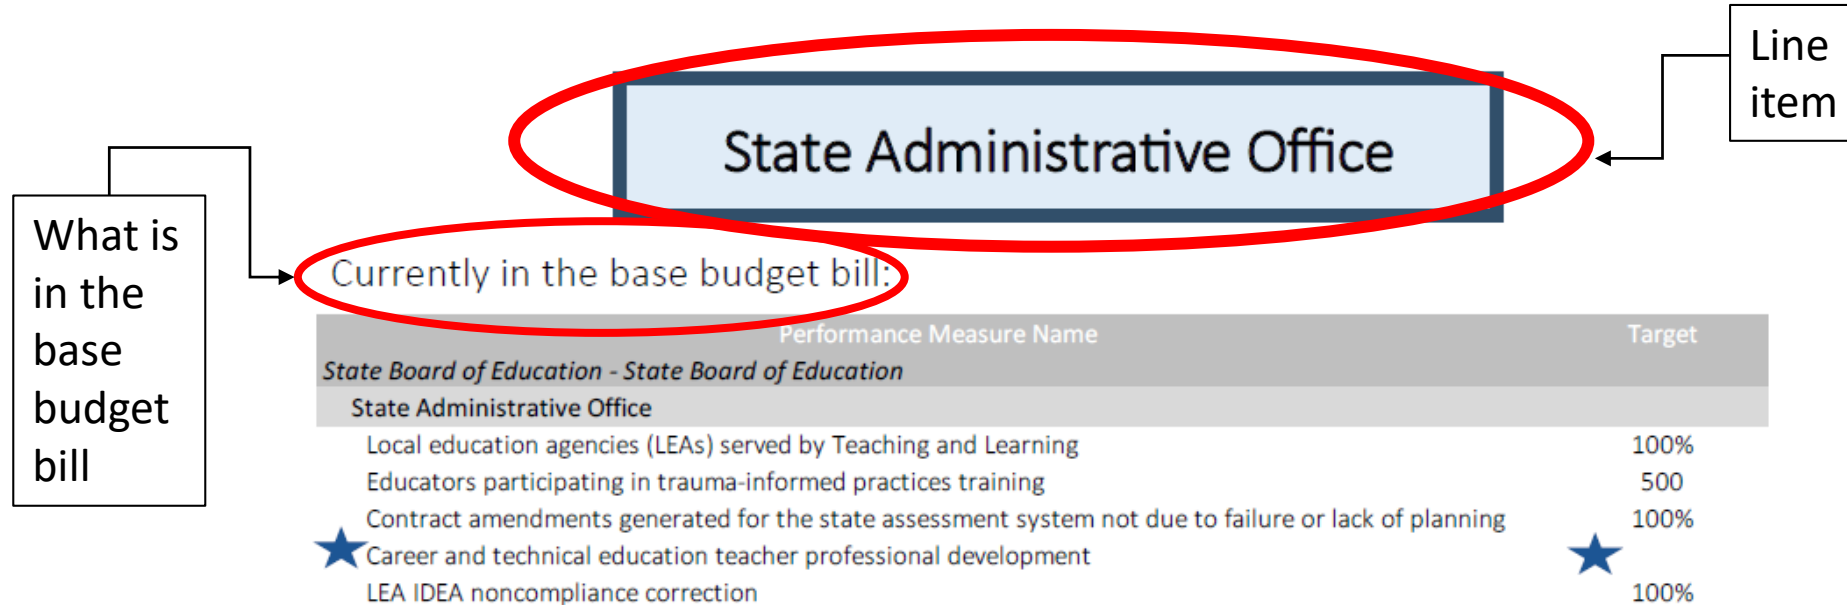 Line
item
State Administrative Office
What is
in the
base
budget
bill
Currently in the base budget bill:
Performance Measure Name Target
State Board of Education - State Board of Education
State Administrative Office
Local education agencies (LEAs) served by Teaching and Learning 100%
Educators participating in trauma-informed practices training 500
Contract amendments generated for the state assessment system not due to failure or lack of planning 100%
Career and technical education teacher professional development
LEA IDEA noncompliance correction 100%